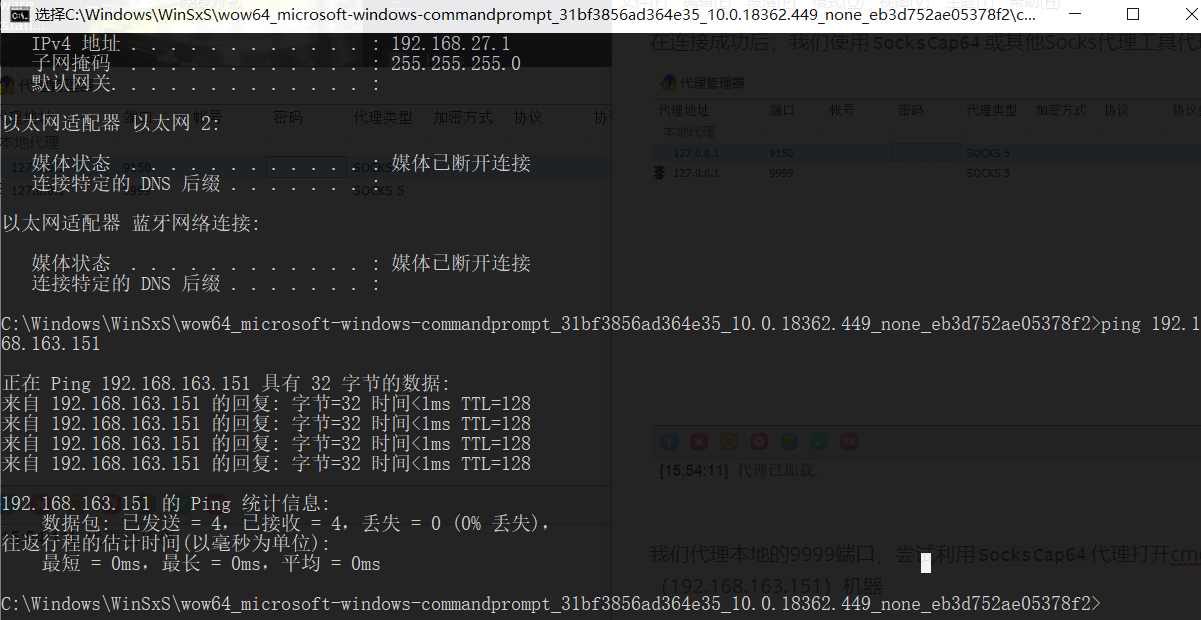 选择C:\Windows\WinSxS\wow64_microsoft-windows-commandprompt_31bf3856ad364e35_10.0.18362.449_none_eb3d752ae05378f2\c...
IPv4 地址 . . . . . . . . . . . . : 192.168.27.1
子网掩码 . . . . . . . . . . . . : 255.255.255.0
默认网关. . . . . . . . . . . . . :
以太网适配器 以太网 2:
媒体状态 . . . . . . . . . . . . : 媒体已断开连接
连接特定的 DNS 后缀 . . . . . . . :
以太网适配器 蓝牙网络连接:
媒体状态 . . . . . . . . . . . . : 媒体已断开连接
连接特定的 DNS 后缀 . . . . . . . :
C:\Windows\WinSxS\wow64_microsoft-windows-commandprompt_31bf3856ad364e35_10.0.18362.449_none_eb3d752ae05378f2>ping 192.1
68.163.151
正在 Ping 192.168.163.151 具有 32 字节的数据:
来自 192.168.163.151 的回复: 字节=32 时间<1ms TTL=128
来自 192.168.163.151 的回复: 字节=32 时间<1ms TTL=128
来自 192.168.163.151 的回复: 字节=32 时间<1ms TTL=128
来自 192.168.163.151 的回复: 字节=32 时间<1ms TTL=128
192.168.163.151 的 Ping 统计信息:
数据包: 已发送 = 4，已接收 = 4，丢失 = 0 (0% 丢失)，
往返行程的估计时间(以毫秒为单位):
最短 = 0ms，最长 = 0ms，平均 = 0ms
C:\Windows\WinSxS\wow64_microsoft-windows-commandprompt_31bf3856ad364e35_10.0.18362.449_none_eb3d752ae05378f2>
在连接成功后，我们使用 SocksCap64 或其他Socks代理工具代
代理管理器
代理地址 端口 帐号 密码 代理类型 加密方式 协议
本地代理
127.0.0.1 9150 SOCKS 5
127.0.0.1 9999 SOCKS 5
[15:54:11] 代理已加载.
我们代理本地的9999端口，尝试利用 SocksCap64 代理打开cm
（192.168.163.151）机器